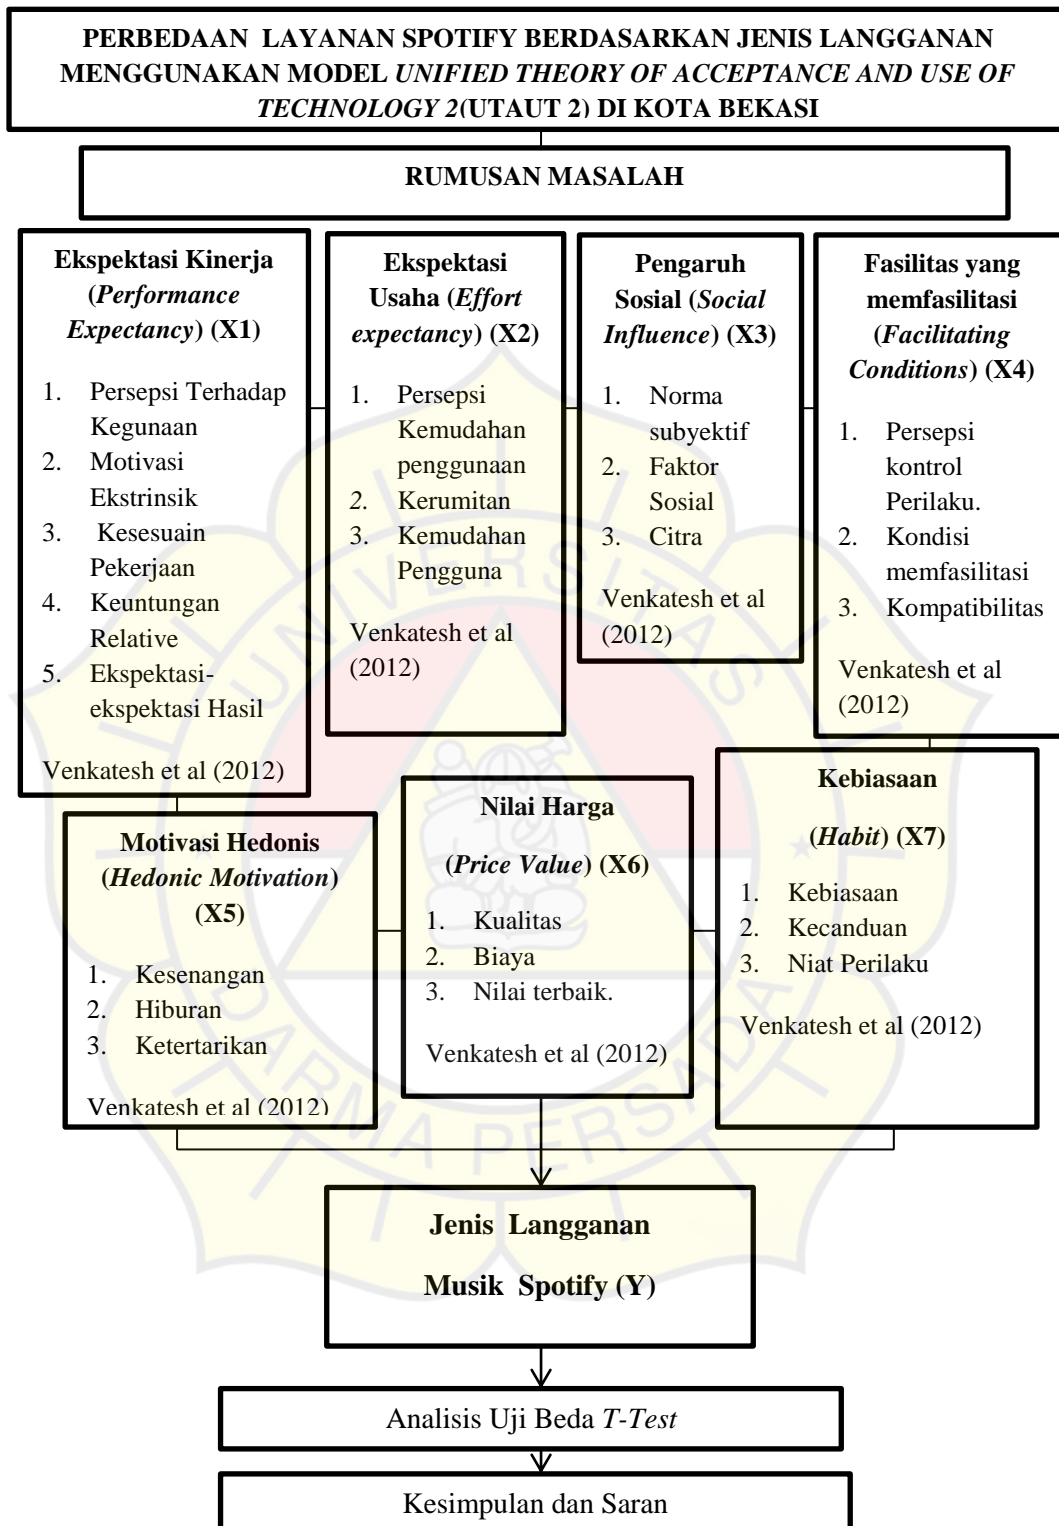 PERBEDAAN LAYANAN SPOTIFY BERDASARKAN JENIS LANGGANAN
MENGGUNAKAN MODEL UNIFIED THEORY OF ACCEPTANCE AND USE OF
TECHNOLOGY 2(UTAUT 2) DI KOTA BEKASI
RUMUSAN MASALAH
Ekspektasi Kinerja
(Performance
Expectancy) (X1)
1. Persepsi Terhadap
Kegunaan
2. Motivasi
Ekstrinsik
3. Kesesuain
Pekerjaan
4. Keuntungan
Relative
5. Ekspektasi-
ekspektasi Hasil
Venkatesh et al (2012)
Ekspektasi
Usaha (Effort
expectancy) (X2)
1. Persepsi
Kemudahan
penggunaan
2. Kerumitan
3. Kemudahan
Pengguna
Venkatesh et al
(2012)
Pengaruh
Sosial (Social
Influence) (X3)
1. Norma
subyektif
2. Faktor
Sosial
3. Citra
Venkatesh et al
(2012)
Fasilitas yang
memfasilitasi
(Facilitating
Conditions) (X4)
1. Persepsi
kontrol
Perilaku.
2. Kondisi
memfasilitasi
3. Kompatibilitas
Venkatesh et al
(2012)
Motivasi Hedonis
(Hedonic Motivation)
(X5)
1. Kesenangan
2. Hiburan
3. Ketertarikan
Venkatesh et al (2012)
Nilai Harga
(Price Value) (X6)
1. Kualitas
2. Biaya
3. Nilai terbaik.
Venkatesh et al (2012)
Kebiasaan
(Habit) (X7)
1. Kebiasaan
2. Kecanduan
3. Niat Perilaku
Venkatesh et al (2012)
Jenis Langganan
Musik Spotify (Y)
Analisis Uji Beda T-Test
Kesimpulan dan Saran
UNIVERSITAS
DARMA PERSADA